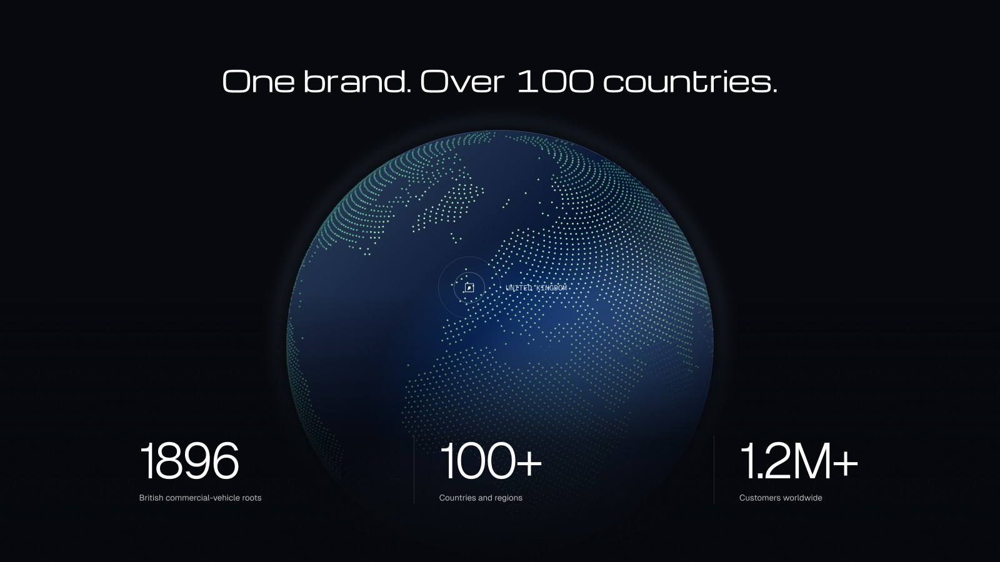 One brand. Over 100 countries.
UNITED KINGDOM
1896
British commercial-vehicle roots
100+
Countries and regions
1.2M+
Customers worldwide